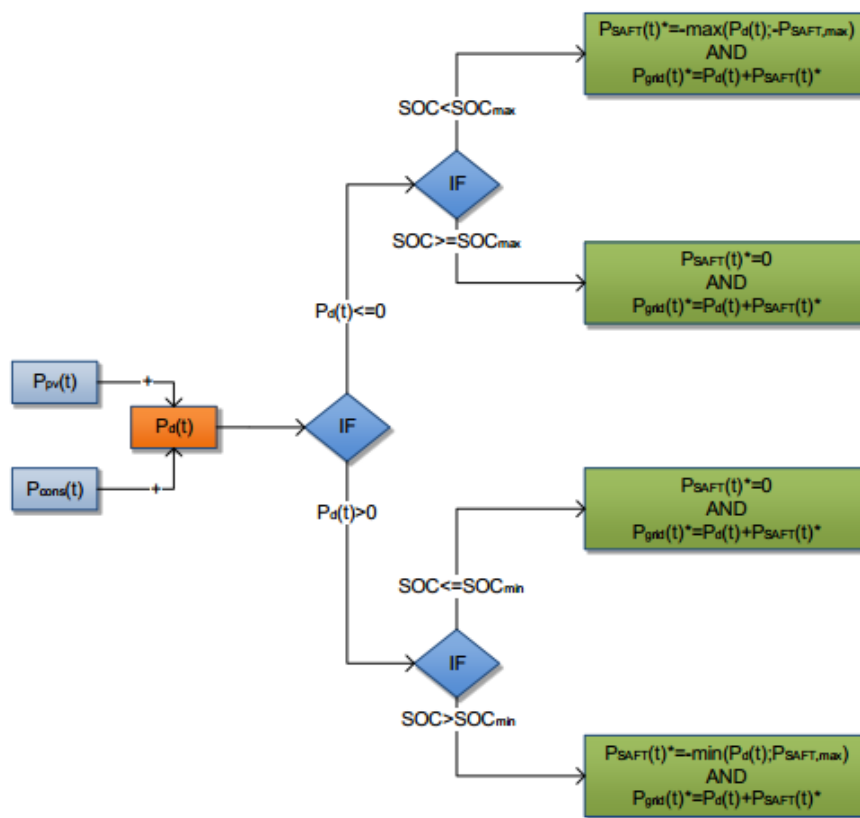 PSAFT(t)*=-max(Pd(t);-PSAFT,max)
AND
Pgrid(t)*=Pd(t)+PSAFT(t)*
SOC<SOCmax
IF
SOC>=SOCmax
PSAFT(t)*=0
AND
Pgrid(t)*=Pd(t)+PSAFT(t)*
Pd(t)<=0
Ppv(t)
+
Pd(t)
IF
Pcons(t)
+
Pd(t)>0
PSAFT(t)*=0
AND
Pgrid(t)*=Pd(t)+PSAFT(t)*
SOC<=SOCmin
IF
SOC>SOCmin
PSAFT(t)*=-min(Pd(t);PSAFT,max)
AND
Pgrid(t)*=Pd(t)+PSAFT(t)*